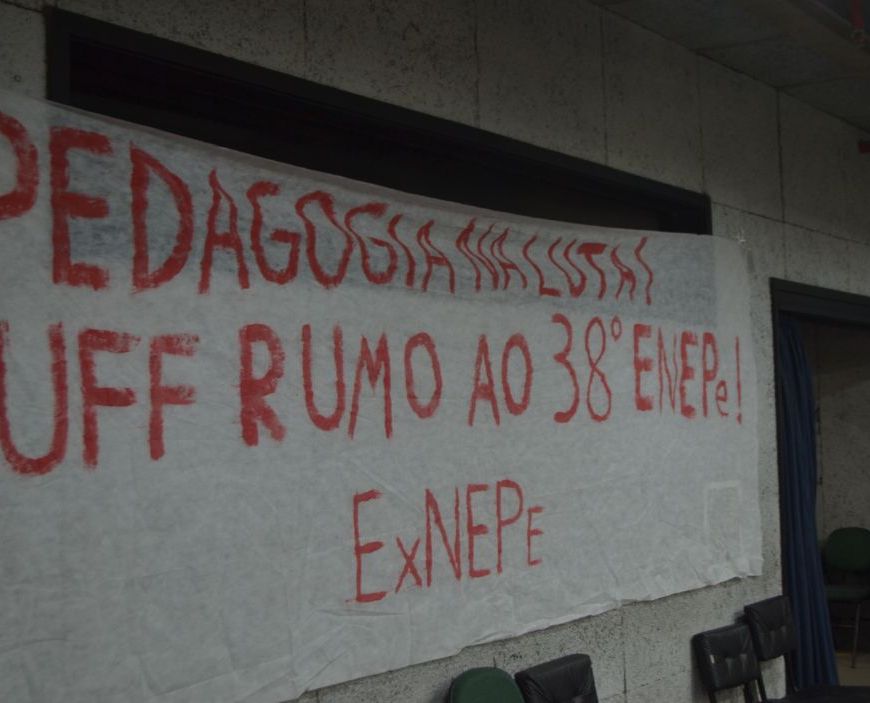 PEDAGOGIA NA LUTA!
UFF RUMO AO 38° ENEPe!
ExNEPe